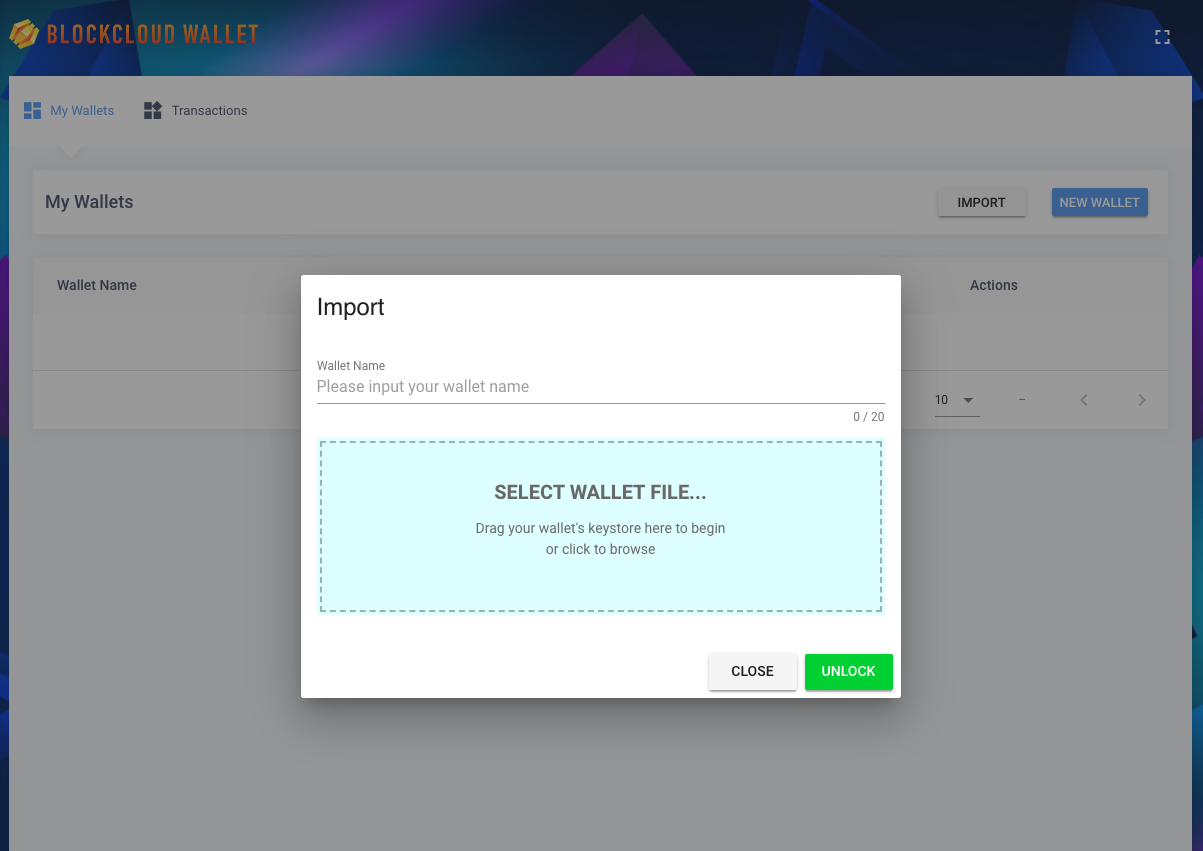 BLOCKCLOUD WALLET
My Wallets
Transactions
My Wallets
IMPORT
NEW WALLET
Wallet Name
Actions
Import
Wallet Name
Please input your wallet name
0 / 20
10
–
SELECT WALLET FILE...
Drag your wallet's keystore here to begin
or click to browse
CLOSE
UNLOCK